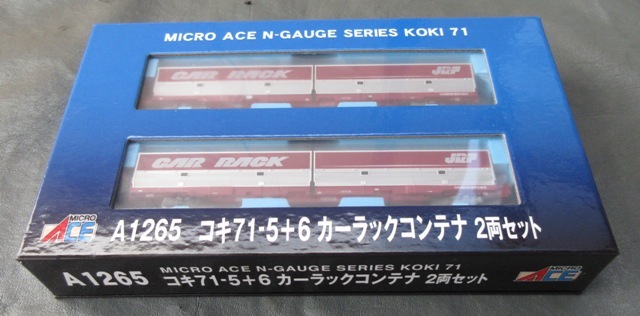 MICRO ACE N-GAUGE SERIES KOKI 71
CAR RACK JRF
CAR RACK JRF
MICRO ACE A1265 コキ71-5+6 カーラックコンテナ 2両セット
MICRO ACE N-GAUGE SERIES KOKI 71
A1265 コキ71-5+6 カーラックコンテナ 2両セット
MICRO ACE